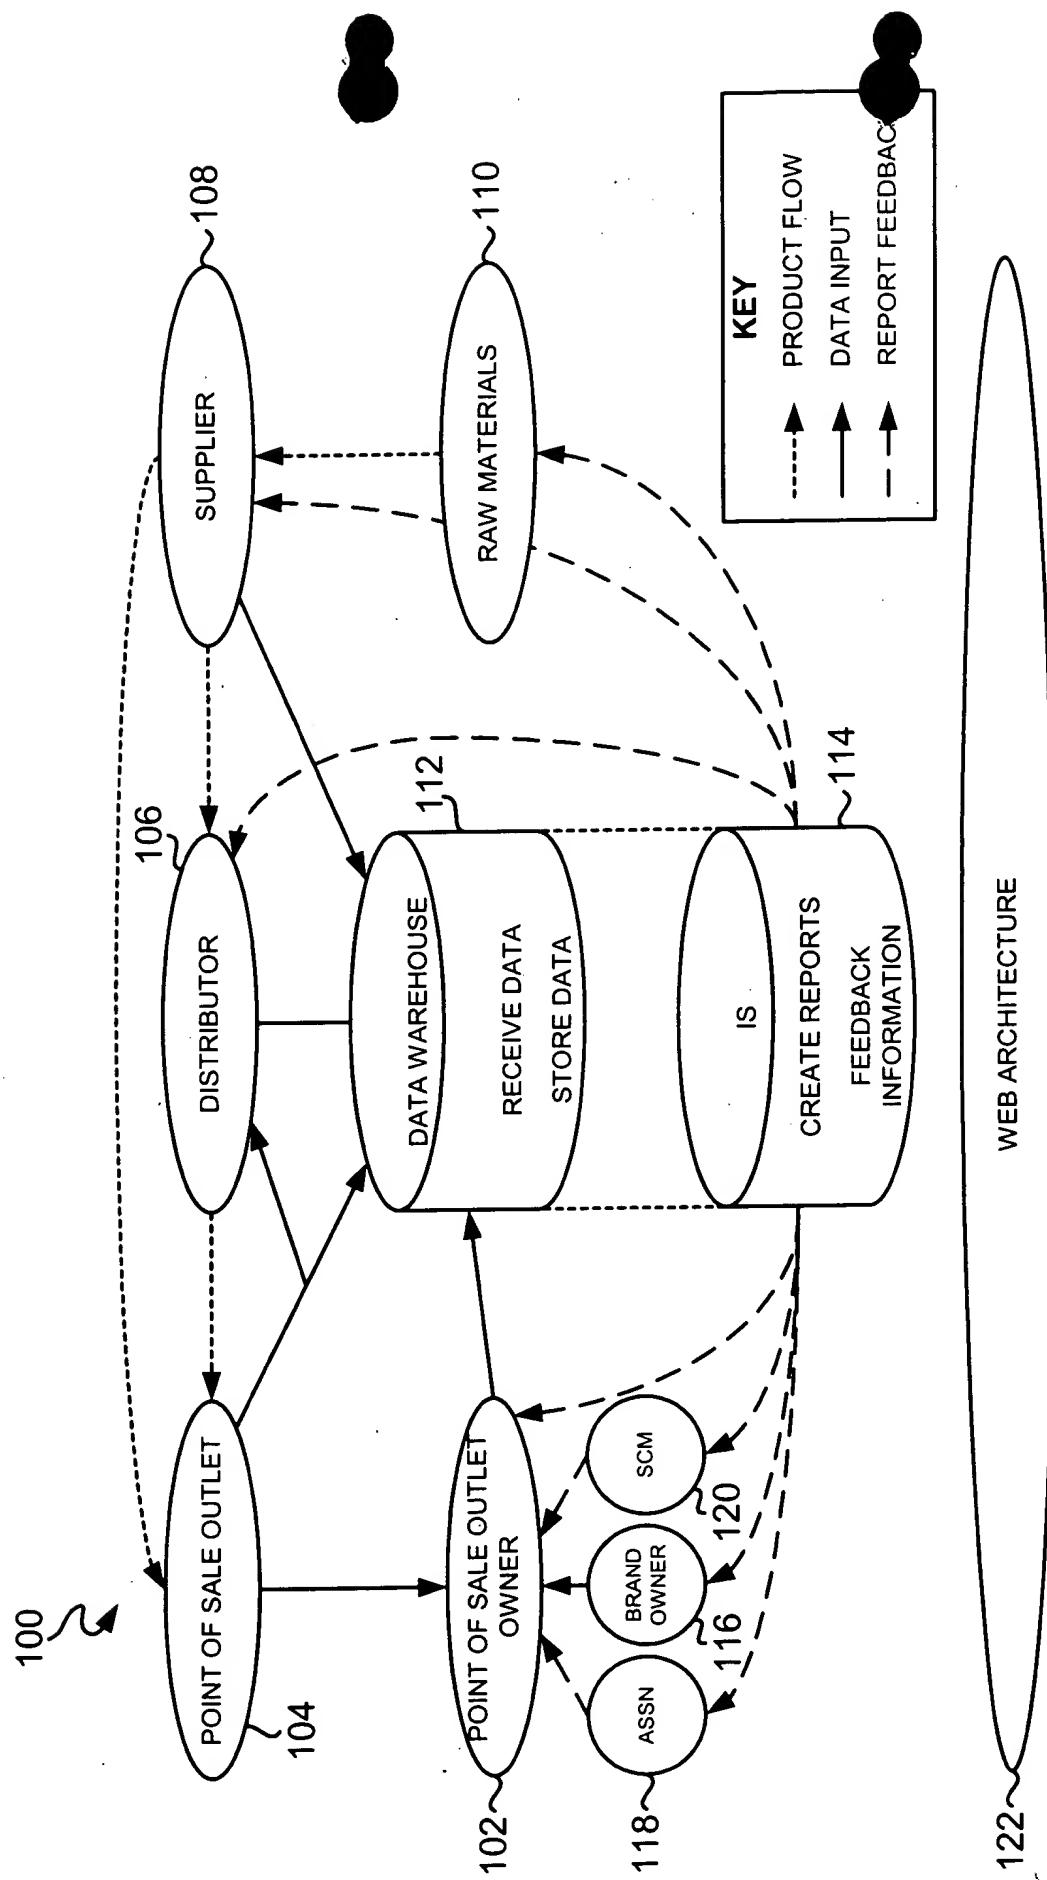 100
POINT OF SALE OUTLET
104
DISTRIBUTOR
106
SUPPLIER
108
POINT OF SALE OUTLET
OWNER
102
DATA WAREHOUSE
RECEIVE DATA
STORE DATA
112
RAW MATERIALS
110
ASSN
118
BRAND
OWNER
116
SCM
120
IS
CREATE REPORTS
FEEDBACK
INFORMATION
114
KEY
PRODUCT FLOW
DATA INPUT
REPORT FEEDBAC
WEB ARCHITECTURE
122